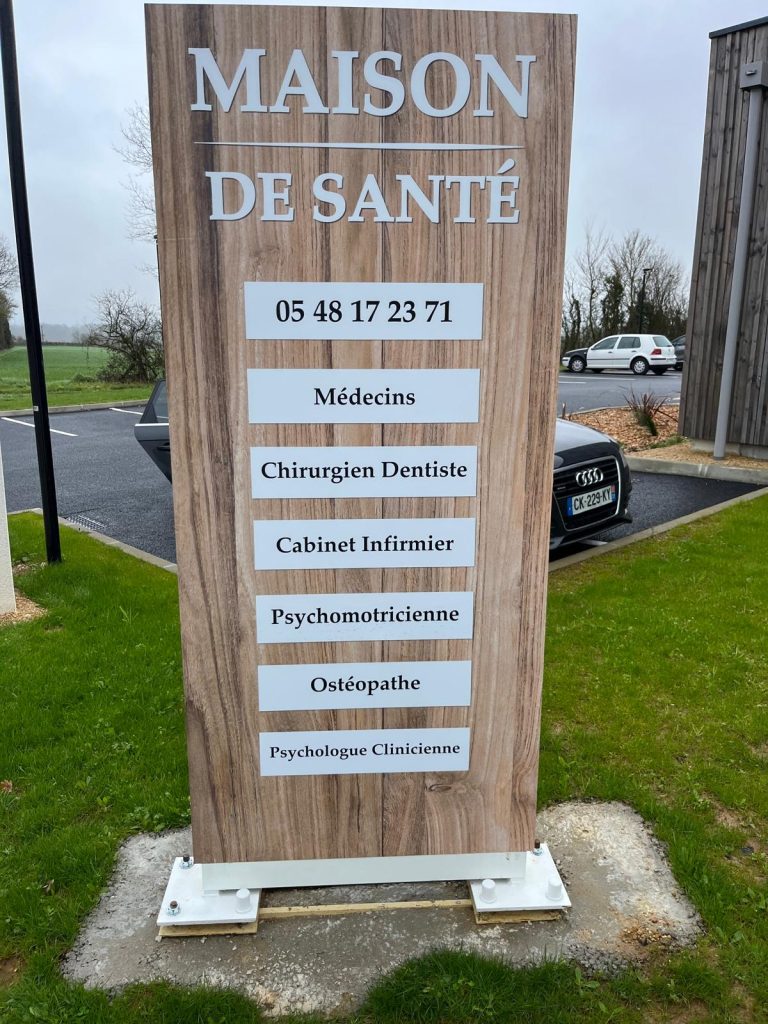 MAISON
DE SANTÉ
05 48 17 23 71
Médecins
Chirurgien Dentiste
Cabinet Infirmier
Psychomotricienne
Ostéopathe
Psychologue Clinicienne
CK-229-KY